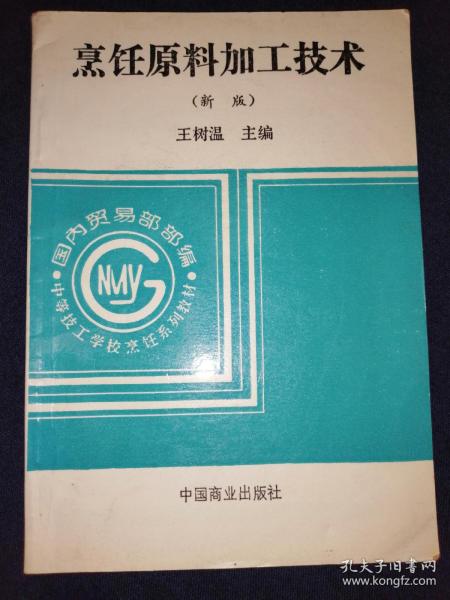 烹饪原料加工技术
（新 版）
王树温 主编
·国内贸易部部编·
GNMY
中等技工学校烹饪系列教材
中国商业出版社
孔夫子旧书网
www.kongfz.com